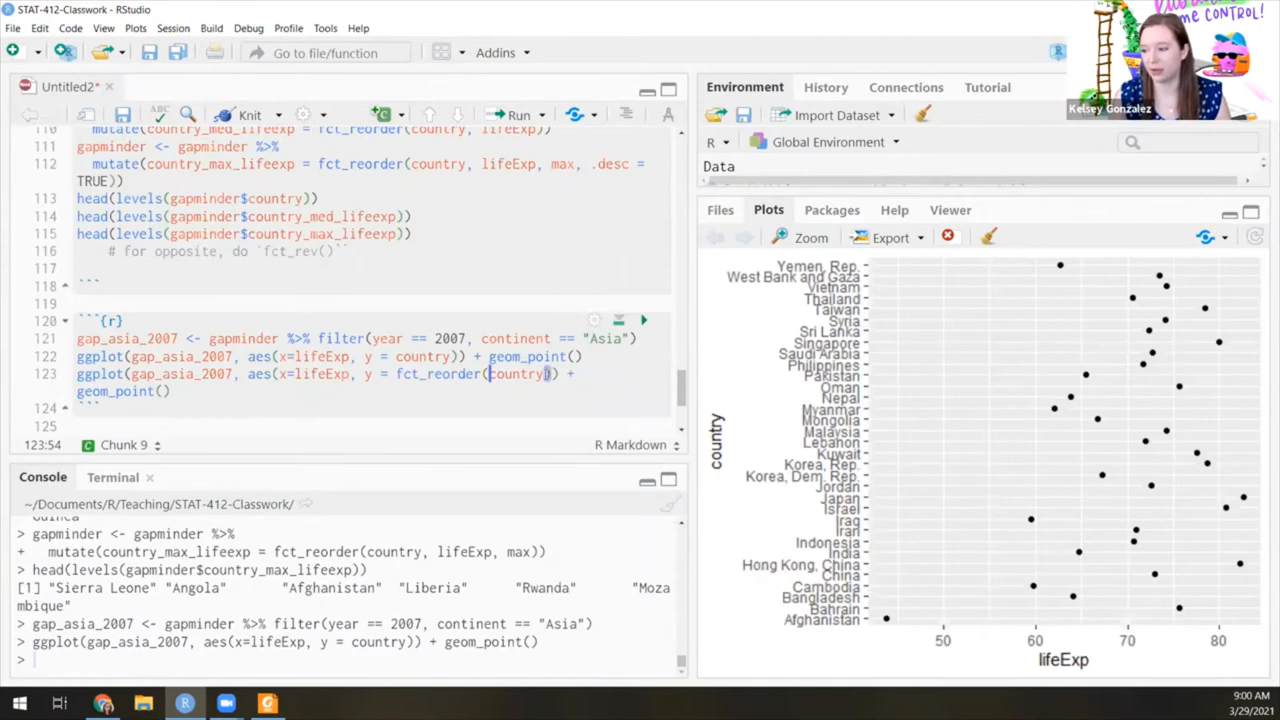 STAT-412-Classwork - RStudio
File Edit Code View Plots Session Build Debug Profile Tools Help
Go to file/function Addins
me CONTROL!
Kelsey Gonzalez
Untitled2*
ABC Knit Run
110 mutate(country_med_lifeexp = fct_reorder(country, lifeExp))
111 gapminder <- gapminder %>%
112 mutate(country_max_lifeexp = fct_reorder(country, lifeExp, max, .desc =
TRUE))
113 head(levels(gapminder$country))
114 head(levels(gapminder$country_med_lifeexp))
115 head(levels(gapminder$country_max_lifeexp))
116 # for opposite, do `fct_rev()``
117
118 ```
119
120 ```{r}
121 gap_asia_2007 <- gapminder %>% filter(year == 2007, continent == "Asia")
122 ggplot(gap_asia_2007, aes(x=lifeExp, y = country)) + geom_point()
123 ggplot(gap_asia_2007, aes(x=lifeExp, y = fct_reorder(country)) +
geom_point()
124 ```
125
123:54 Chunk 9 R Markdown
Console Terminal
~/Documents/R/Teaching/STAT-412-Classwork/
Guinea"
> gapminder <- gapminder %>%
+ mutate(country_max_lifeexp = fct_reorder(country, lifeExp, max))
> head(levels(gapminder$country_max_lifeexp))
[1] "Sierra Leone" "Angola" "Afghanistan" "Liberia" "Rwanda" "Moza
mbique"
> gap_asia_2007 <- gapminder %>% filter(year == 2007, continent == "Asia")
> ggplot(gap_asia_2007, aes(x=lifeExp, y = country)) + geom_point()
>
Environment History Connections Tutorial
Import Dataset
R Global Environment
Data
Files Plots Packages Help Viewer
Zoom Export
country
Yemen, Rep.
West Bank and Gaza
Vietnam
Thailand
Taiwan
Syria
Sri Lanka
Singapore
Saudi Arabia
Philippines
Pakistan
Oman
Nepal
Myanmar
Mongolia
Malaysia
Lebanon
Kuwait
Korea, Rep.
Korea, Dem. Rep.
Jordan
Japan
Israel
Iraq
Iran
Indonesia
India
Hong Kong, China
China
Cambodia
Bangladesh
Bahrain
Afghanistan
50 60 70 80
lifeExp
9:00 AM
3/29/2021